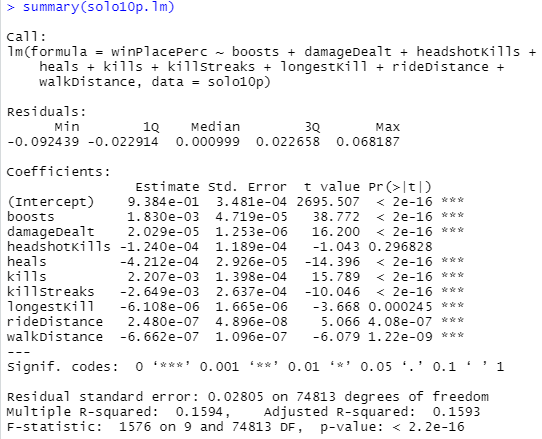 > summary(solo10p.lm)
Call:
lm(formula = winPlacePerc ~ boosts + damageDealt + headshotKills +
    heals + kills + killStreaks + longestKill + rideDistance +
    walkDistance, data = solo10p)
Residuals:
      Min        1Q    Median        3Q       Max
-0.092439 -0.022914  0.000999  0.022658  0.068187
Coefficients:
                Estimate Std. Error  t value Pr(>|t|)
(Intercept)    9.384e-01  3.481e-04 2695.507  < 2e-16 ***
boosts         1.830e-03  4.719e-05   38.772  < 2e-16 ***
damageDealt    2.029e-05  1.253e-06   16.200  < 2e-16 ***
headshotKills -1.240e-04  1.189e-04   -1.043 0.296828
heals         -4.212e-04  2.926e-05  -14.396  < 2e-16 ***
kills          2.207e-03  1.398e-04   15.789  < 2e-16 ***
killStreaks   -2.649e-03  2.637e-04  -10.046  < 2e-16 ***
longestKill   -6.108e-06  1.665e-06   -3.668 0.000245 ***
rideDistance   2.480e-07  4.896e-08    5.066 4.08e-07 ***
walkDistance  -6.662e-07  1.096e-07   -6.079 1.22e-09 ***
---
Signif. codes:  0 ‘***’ 0.001 ‘**’ 0.01 ‘*’ 0.05 ‘.’ 0.1 ‘ ’ 1
Residual standard error: 0.02805 on 74813 degrees of freedom
Multiple R-squared:  0.1594,    Adjusted R-squared:  0.1593
F-statistic:  1576 on 9 and 74813 DF,  p-value: < 2.2e-16